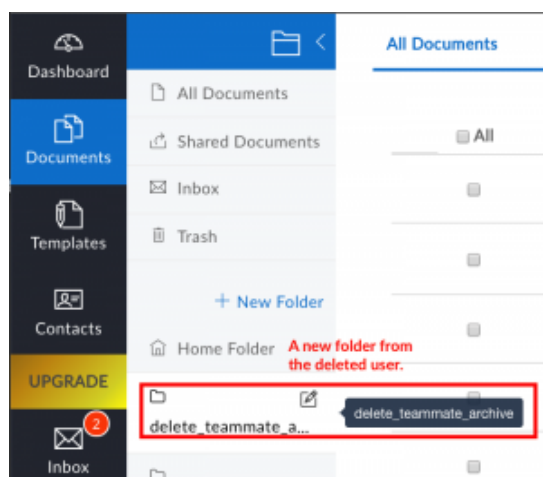 Dashboard
Documents
Templates
Contacts
UPGRADE
2
Inbox
All Documents
Shared Documents
Inbox
Trash
+ New Folder
Home Folder
A new folder from
the deleted user.
delete_teammate_a...
delete_teammate_archive
All Documents
All